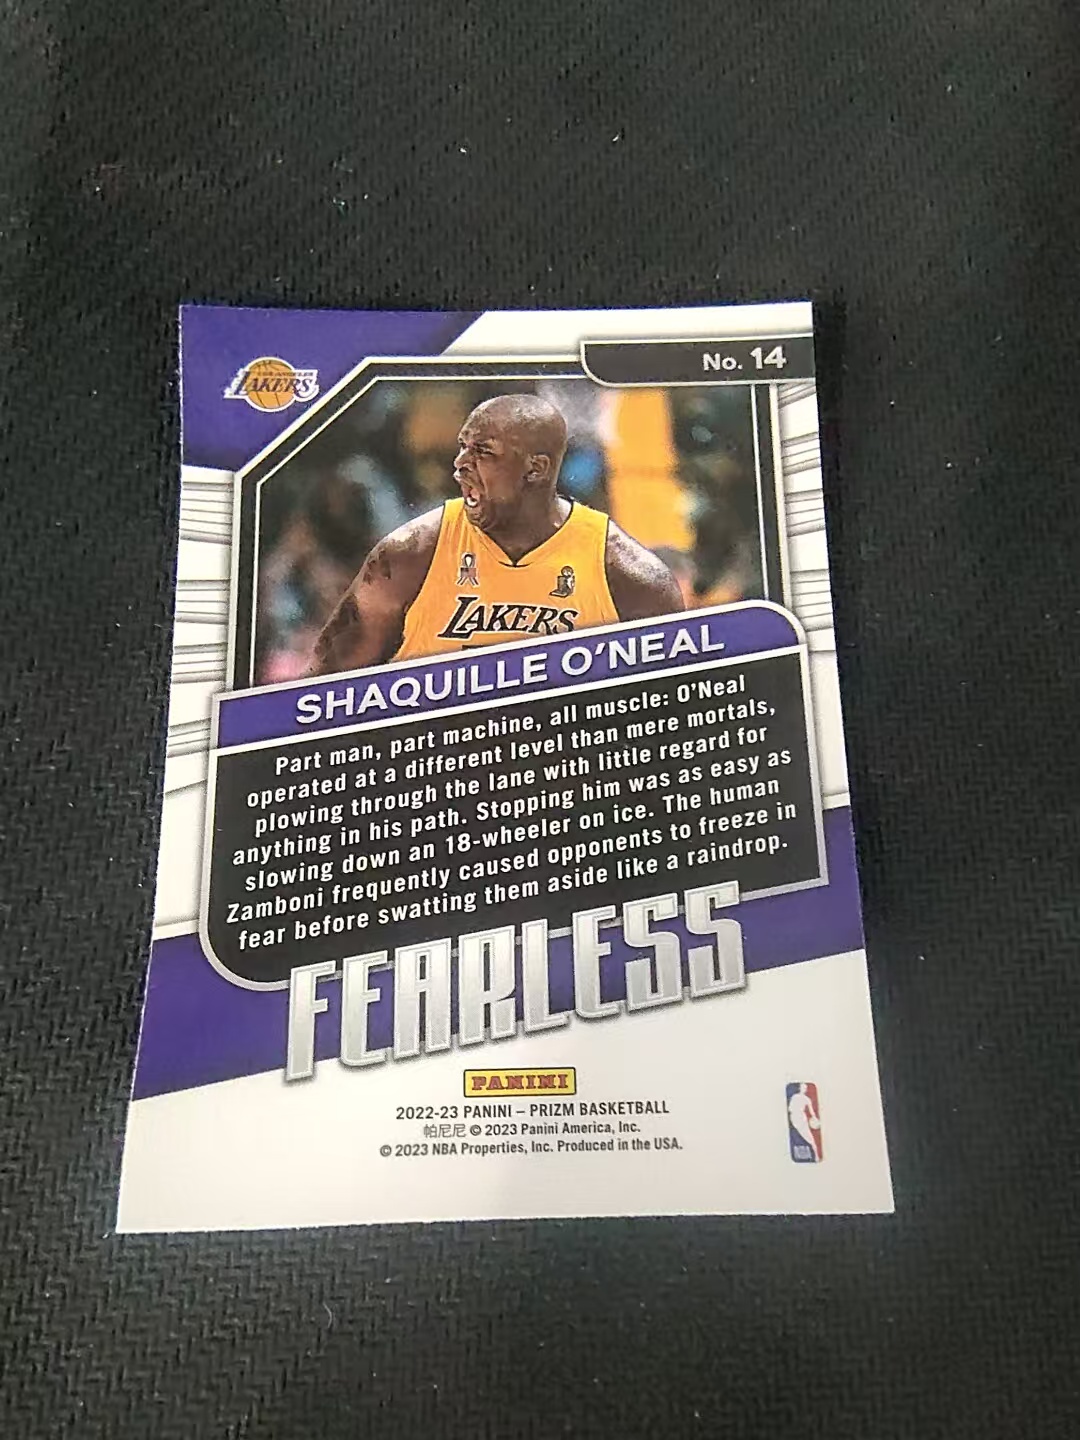 LOS ANGELES
LAKERS
No. 14
LAKERS
SHAQUILLE O'NEAL
Part man, part machine, all muscle: O'Neal
operated at a different level than mere mortals,
plowing through the lane with little regard for
anything in his path. Stopping him was as easy as
slowing down an 18-wheeler on ice. The human
Zamboni frequently caused opponents to freeze in
fear before swatting them aside like a raindrop.
FEARLESS
PANINI
2022-23 PANINI – PRIZM BASKETBALL
帕尼尼 © 2023 Panini America, Inc.
© 2023 NBA Properties, Inc. Produced in the USA.
NBA